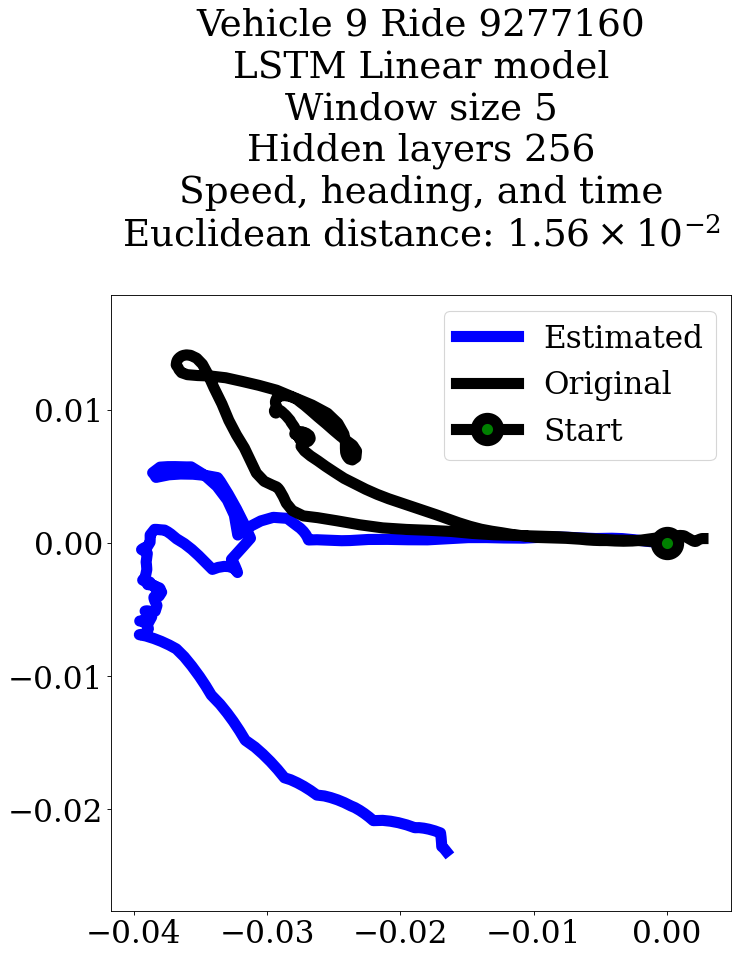 Vehicle 9 Ride 9277160
LSTM Linear model
Window size 5
Hidden layers 256
Speed, heading, and time
Euclidean distance: 1.56 × 10⁻²
Estimated
Original
Start
0.01
0.00
−0.01
−0.02
−0.04 −0.03 −0.02 −0.01 0.00